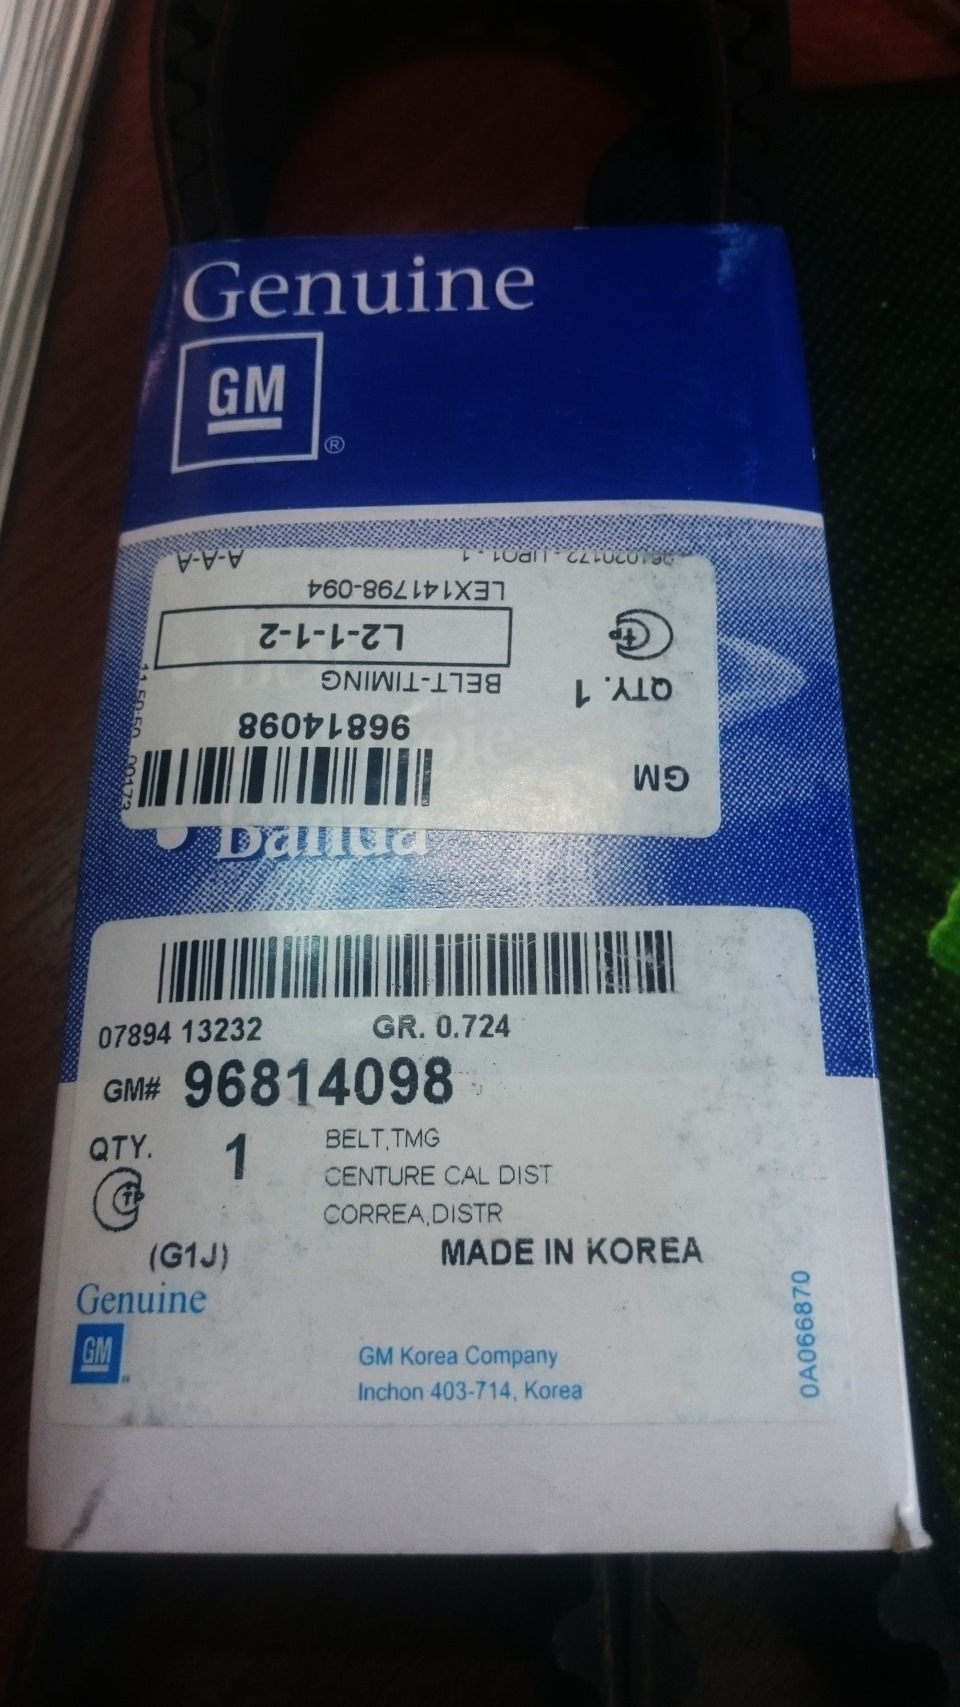 Genuine
GM
®
A-A-A
LEX141798-094
L2-1-1-2
BELT-TIMING
QTY. 1
96814098
GM
Banda
07894 13232 GR. 0.724
GM# 96814098
QTY. 1 BELT,TMG
CENTURE CAL DIST
CORREA,DISTR
(G1J) MADE IN KOREA
Genuine
GM
GM Korea Company
Inchon 403-714, Korea
0A066870